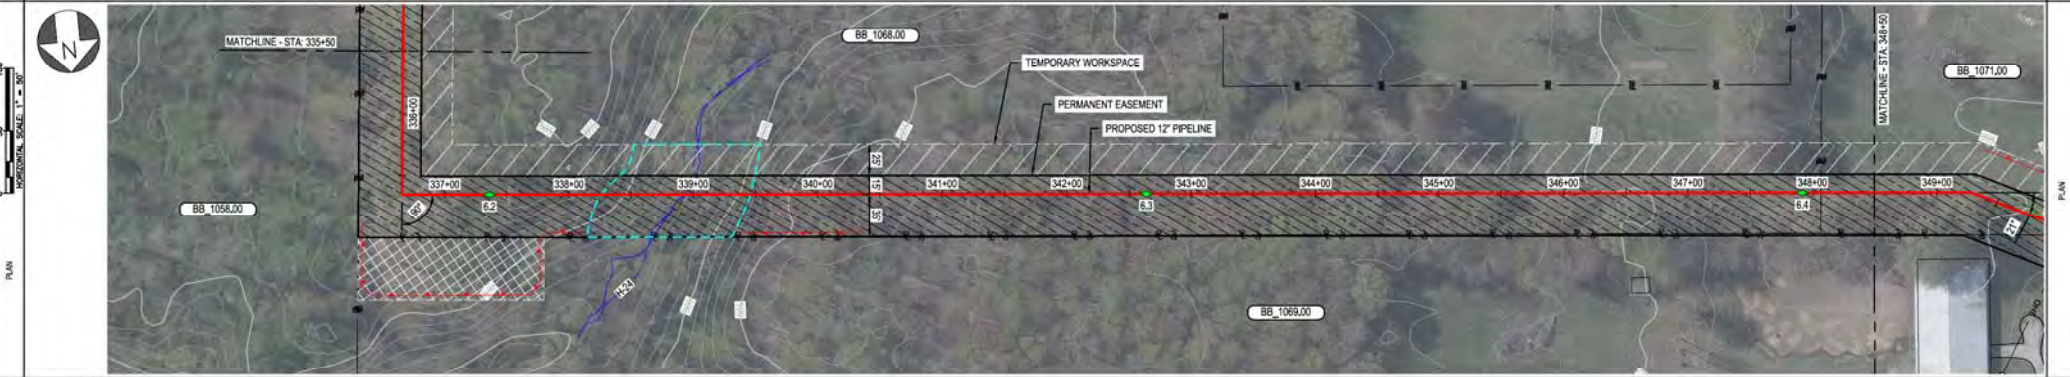 N
HORIZONTAL SCALE: 1" = 50'
PLAN
MATCHLINE - STA: 335+50
BB_1068.00
TEMPORARY WORKSPACE
PERMANENT EASEMENT
PROPOSED 12" PIPELINE
MATCHLINE - STA: 348+50
BB_1071.00
336+00
337+00
338+00
339+00
340+00
341+00
342+00
343+00
344+00
345+00
346+00
347+00
348+00
349+00
25'
15'
6.2
6.3
6.4
90°
21°
BB_1058.00
H-24
BB_1069.00
OHO
PLAN